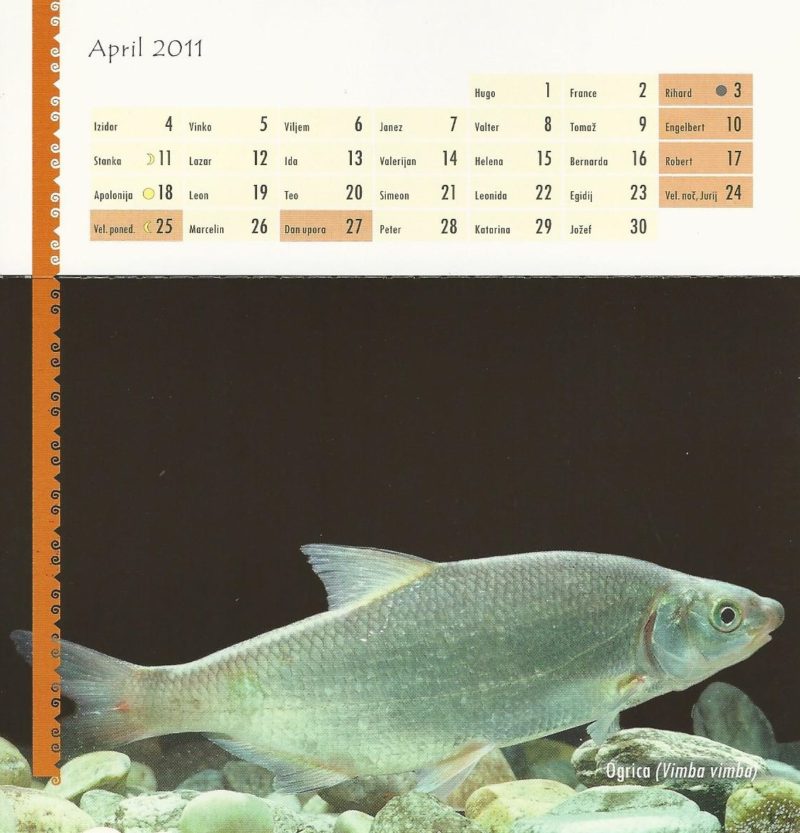 April 2011
Hugo 1 France 2 Rihard 3
Izidor 4 Vinko 5 Viljem 6 Janez 7 Valter 8 Tomaž 9 Engelbert 10
Stanka 11 Lazar 12 Ida 13 Valerijan 14 Helena 15 Bernarda 16 Robert 17
Apolonija 18 Leon 19 Teo 20 Simeon 21 Leonida 22 Egidij 23 Vel. noč, Jurij 24
Vel. poned. 25 Marcelin 26 Dan upora 27 Peter 28 Katarina 29 Jožef 30
Ogrica (Vimba vimba)